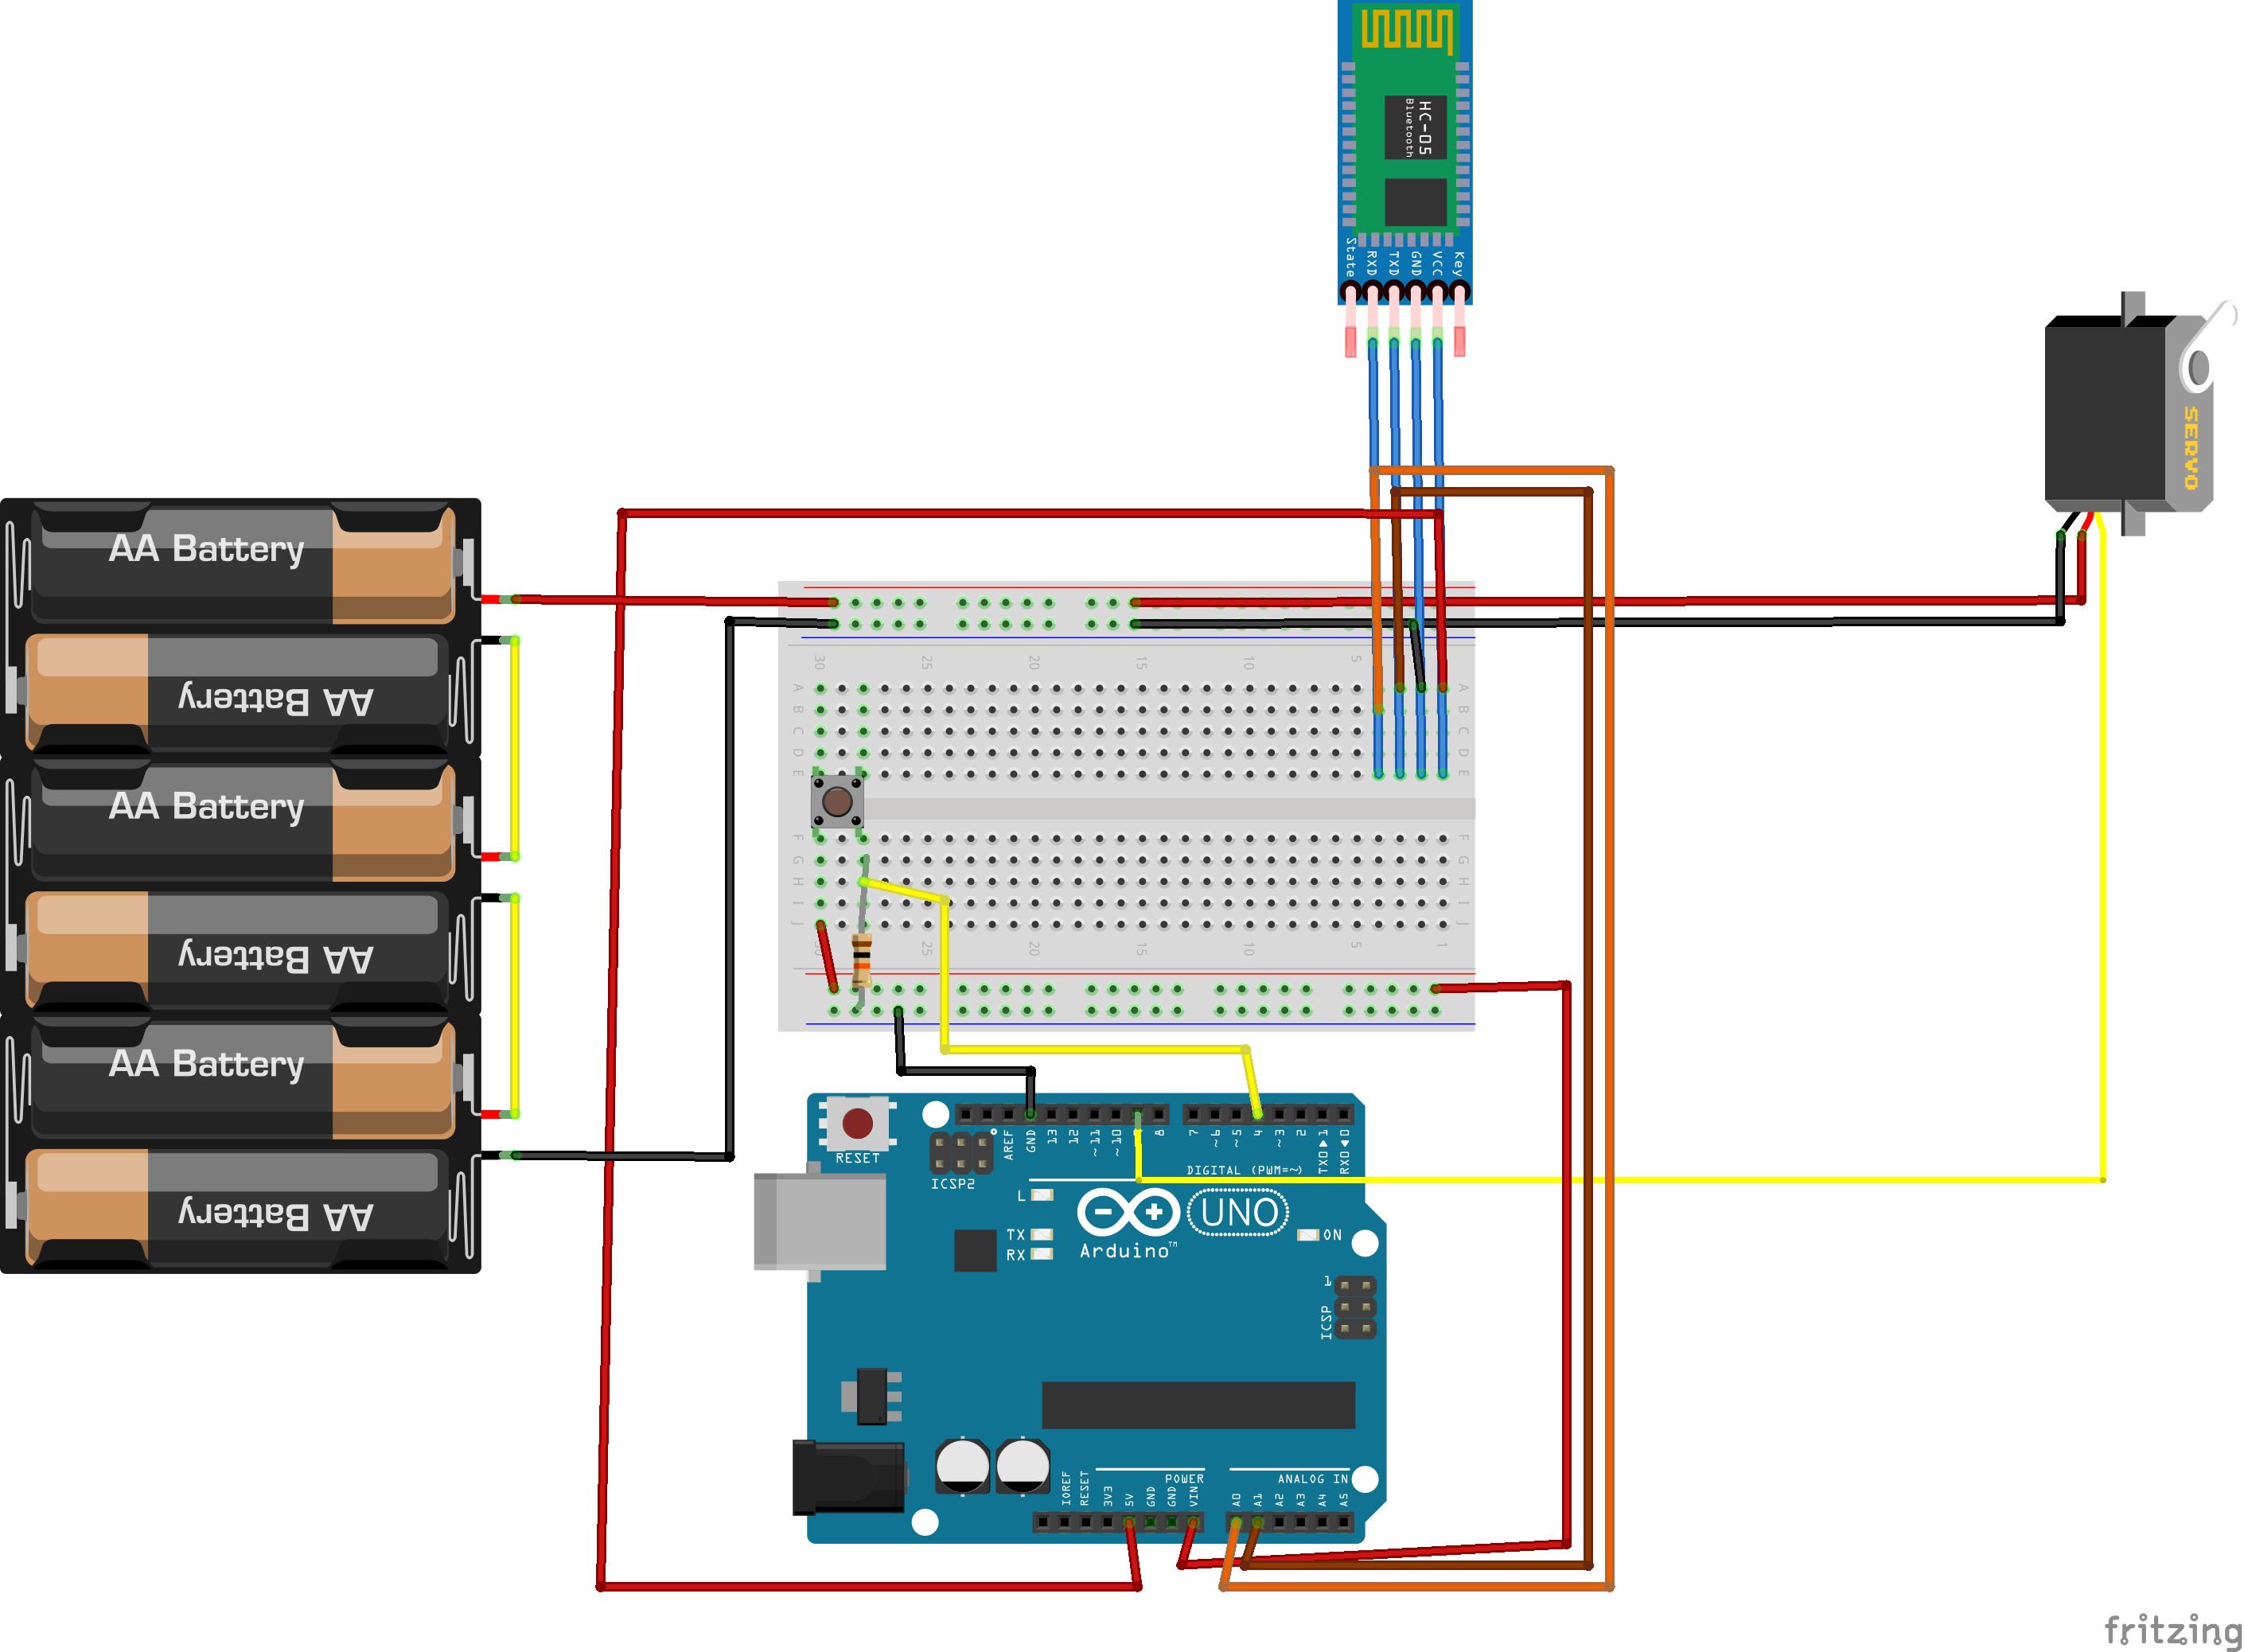 HC-05
Bluetooth
State
RXD
TXD
GND
VCC
Key
SERVO
AA Battery
AA Battery
AA Battery
AA Battery
AA Battery
AA Battery
30 25 20 15 10 5
A A
B B
C C
D D
E E
F F
G G
H H
I I
J J
25 20 15 10 5 1
RESET
ICSP2
AREF
GND
13
12
~11
~10
8
7
~6
~5
4
~3
2
TX0▶1
RX0◀0
DIGITAL (PWM=~)
L
TX
RX
Arduino™
UNO
ON
1
ICSP
IOREF
RESET
3V3
5V
GND
GND
VIN
POWER
A0
A1
A2
A3
A4
A5
ANALOG IN
fritzing